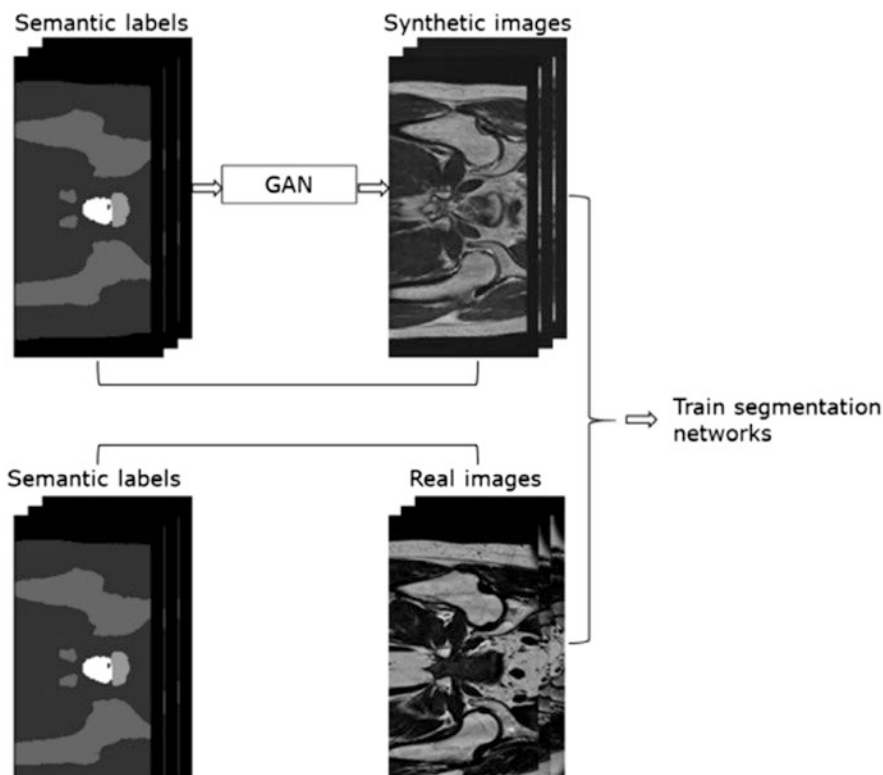 Semantic labels
Synthetic images
GAN
Train segmentation
networks
Semantic labels
Real images